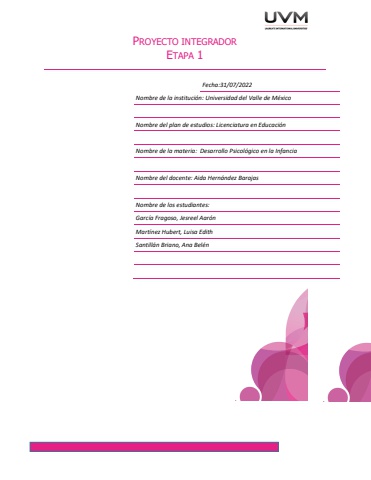 UVM
PROYECTO INTEGRADOR
ETAPA 1
Fecha:31/07/2022
Nombre de la institución: Universidad del Valle de México
Nombre del plan de estudios: Licenciatura en Educación
Nombre de la materia: Desarrollo Psicológico en la Infancia
Nombre del docente: Aida Hernández Barajas
Nombre de los estudiantes:
García Fragoso, Jesreel Aarón
Martínez Hubert, Luisa Edith
Santillán Briano, Ana Belén